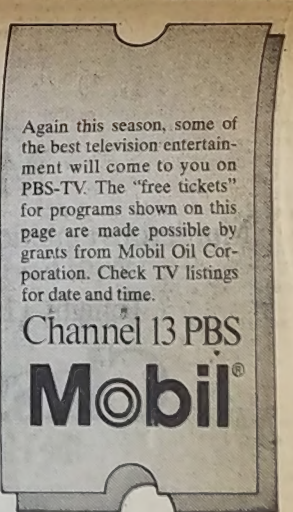 Again this season, some of
the best television entertain-
ment will come to you on
PBS-TV. The "free tickets"
for programs shown on this
page are made possible by
grants from Mobil Oil Cor-
poration. Check TV listings
for date and time.
Channel 13 PBS
Mobil®